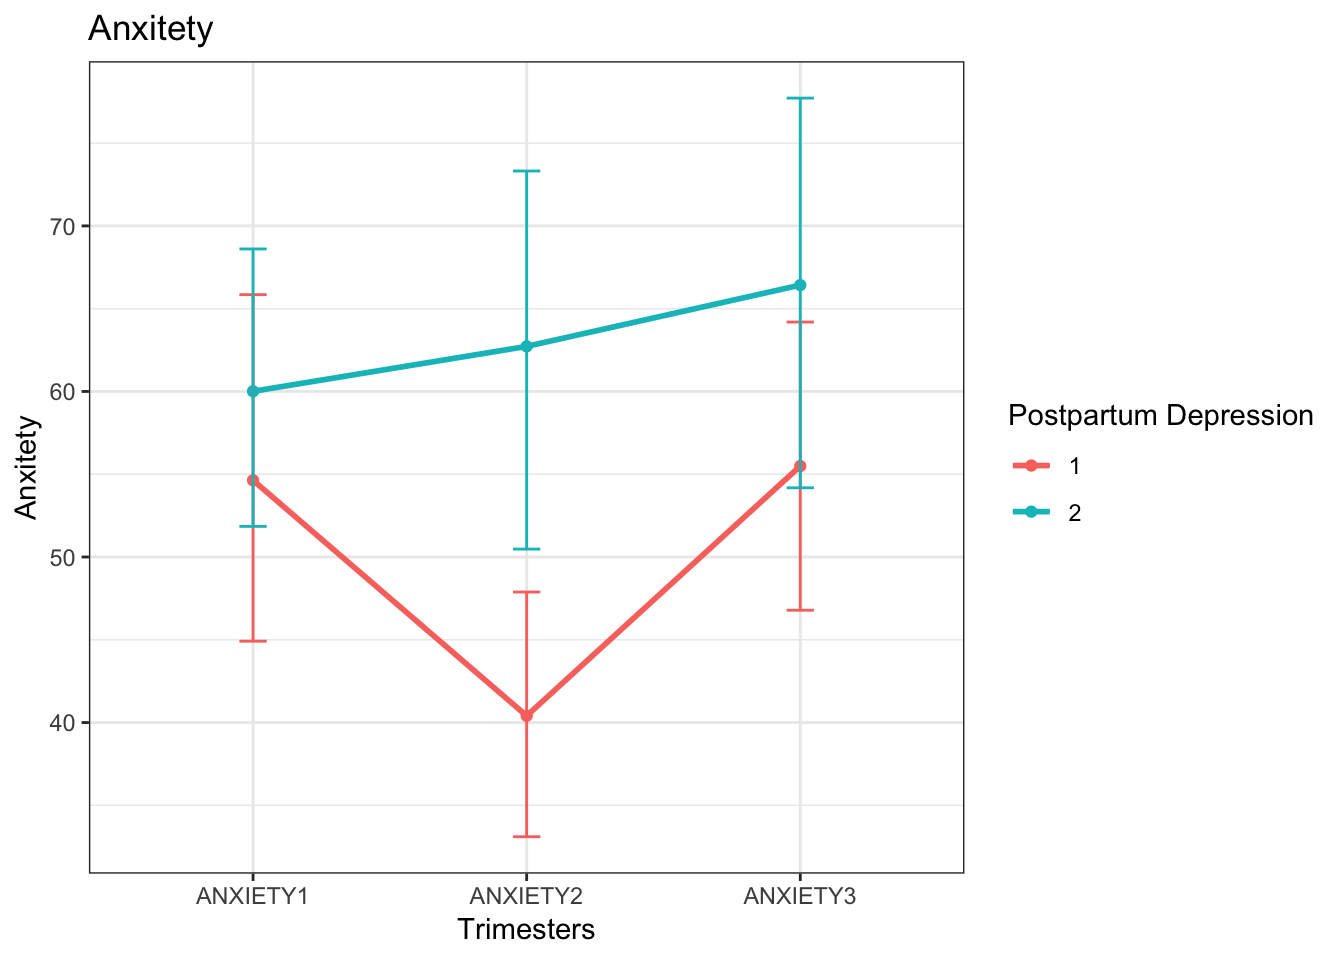 Anxitety
70
60
50
40
Anxitety
ANXIETY1
ANXIETY2
ANXIETY3
Trimesters
Postpartum Depression
1
2